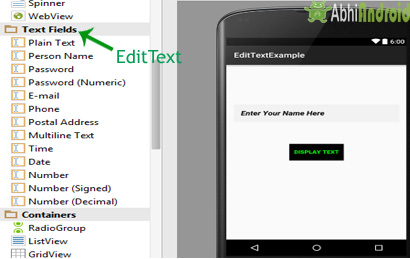 Spinner
WebView
Text Fields
Plain Text
Person Name
Password
Password (Numeric)
E-mail
Phone
Postal Address
Multiline Text
Time
Date
Number
Number (Signed)
Number (Decimal)
Containers
RadioGroup
ListView
GridView
EditText
AbhiAndroid
6:00
EditTextExample
Enter Your Name Here
DISPLAY TEXT